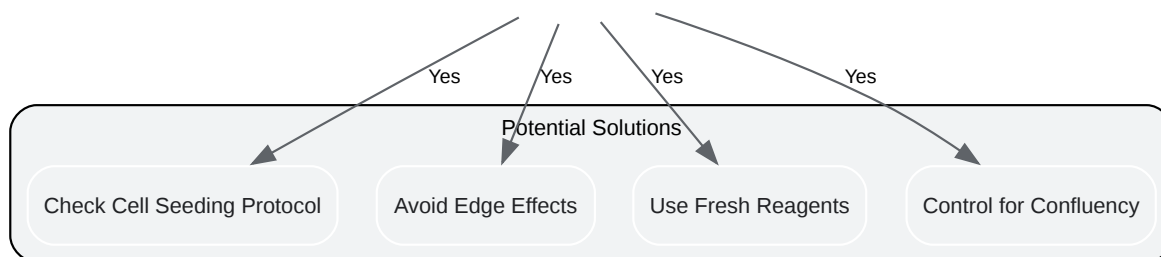 Yes
Yes
Yes
Yes
Potential Solutions
Check Cell Seeding Protocol
Avoid Edge Effects
Use Fresh Reagents
Control for Confluency